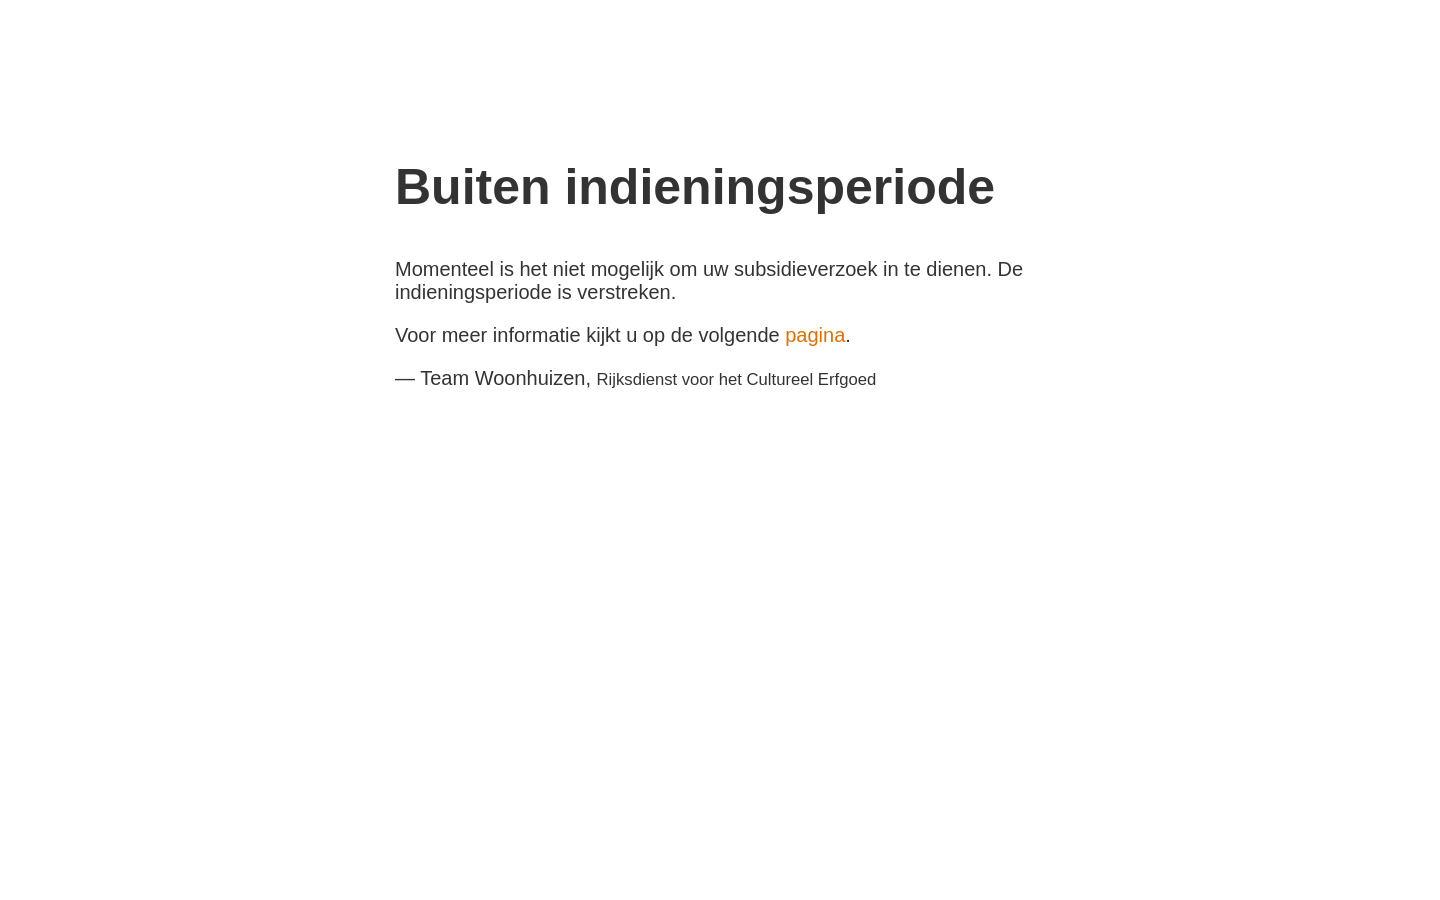 Buiten indieningsperiode
Momenteel is het niet mogelijk om uw subsidieverzoek in te dienen. De
indieningsperiode is verstreken.
Voor meer informatie kijkt u op de volgende pagina.
— Team Woonhuizen, Rijksdienst voor het Cultureel Erfgoed